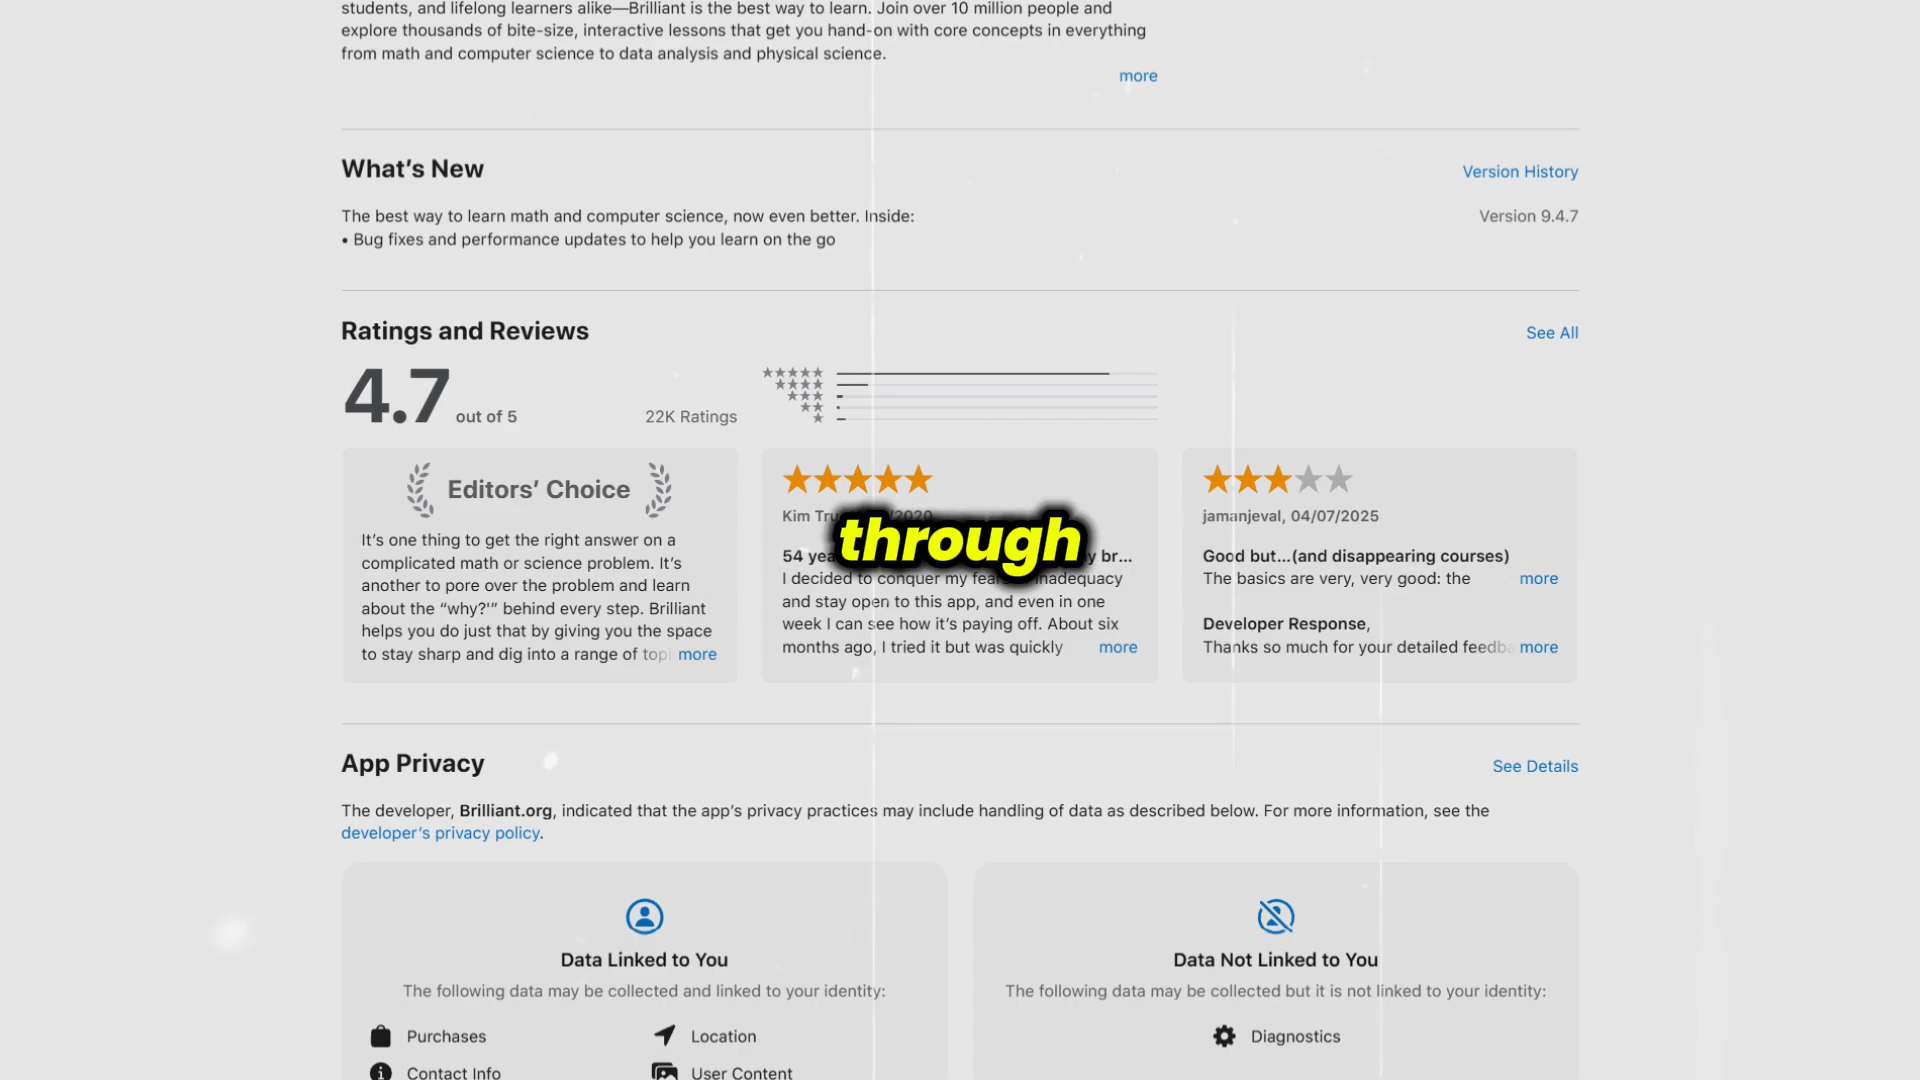 students, and lifelong learners alike—Brilliant is the best way to learn. Join over 10 million people and
explore thousands of bite-size, interactive lessons that get you hand-on with core concepts in everything
from math and computer science to data analysis and physical science.
more
What's New
Version History
The best way to learn math and computer science, now even better. Inside:
Version 9.4.7
• Bug fixes and performance updates to help you learn on the go
Ratings and Reviews
See All
4.7 out of 5
22K Ratings
Editors' Choice
It's one thing to get the right answer on a
complicated math or science problem. It's
another to pore over the problem and learn
about the “why?'” behind every step. Brilliant
helps you do just that by giving you the space
to stay sharp and dig into a range of more
Kim
2020
54
br...
I decided to conquer my inadequacy
and stay open to this app, and even in one
week I can see how it's paying off. About six
months ago, I tried it but was quickly more
through
jamanjeval, 04/07/2025
Good but...(and disappearing courses)
The basics are very, very good: the more
Developer Response,
Thanks so much for your detailed more
App Privacy
See Details
The developer, Brilliant.org, indicated that the app's privacy practices may include handling of data as described below. For more information, see the
developer's privacy policy.
Data Linked to You
The following data may be collected and linked to your identity:
Purchases
Location
Contact Info
User Content
Data Not Linked to You
The following data may be collected but it is not linked to your identity:
Diagnostics